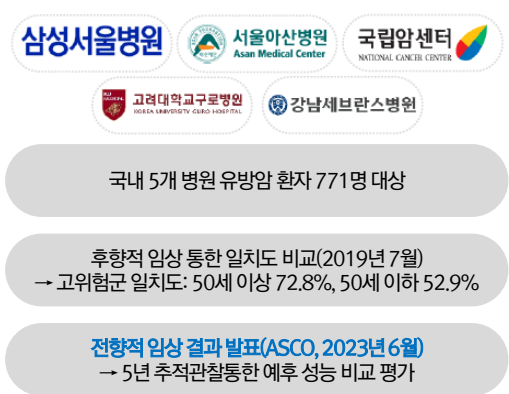 삼성서울병원
서울아산병원
Asan Medical Center
국립암센터
NATIONAL CANCER CENTER
고려대학교구로병원
KOREA UNIVERSITY GURO HOSPITAL
강남세브란스병원
국내 5개 병원 유방암 환자 771명 대상
후향적 임상 통한 일치도 비교(2019년 7월)
→ 고위험군 일치도: 50세 이상 72.8%, 50세 이하 52.9%
전향적 임상 결과 발표(ASCO, 2023년 6월)
→ 5년 추적관찰통한 예후 성능 비교 평가